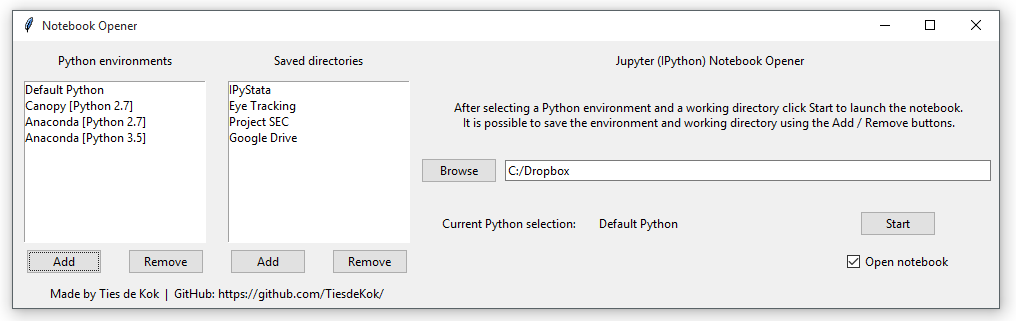 Notebook Opener
Python environments
Default Python
Canopy [Python 2.7]
Anaconda [Python 2.7]
Anaconda [Python 3.5]
Add
Remove
Saved directories
IPyStata
Eye Tracking
Project SEC
Google Drive
Add
Remove
Jupyter (IPython) Notebook Opener
After selecting a Python environment and a working directory click Start to launch the notebook.
It is possible to save the environment and working directory using the Add / Remove buttons.
Browse
C:/Dropbox
Current Python selection:
Default Python
Start
Open notebook
Made by Ties de Kok | GitHub: https://github.com/TiesdeKok/